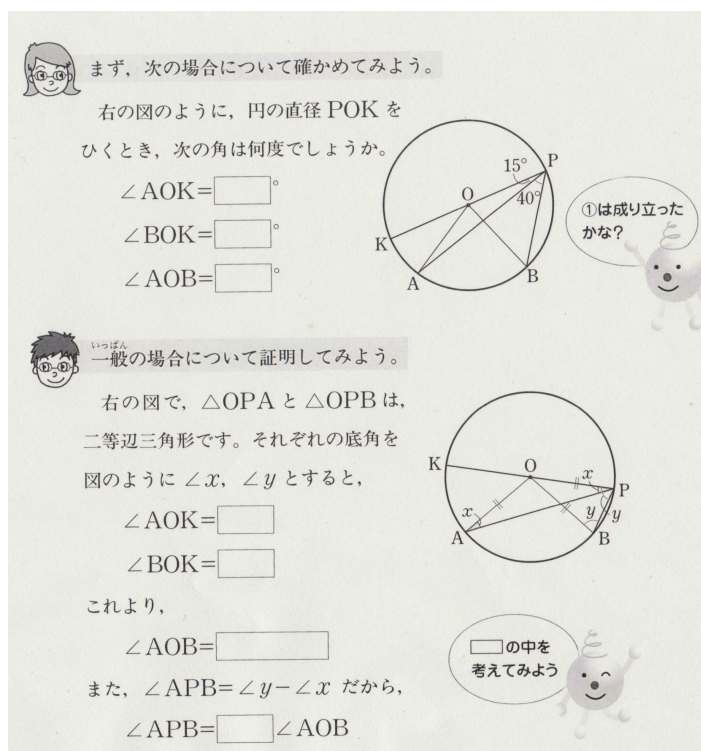 まず，次の場合について確かめてみよう。
右の図のように，円の直径 POK を
ひくとき，次の角は何度でしょうか。
∠AOK=□°
∠BOK=□°
∠AOB=□°
15°
P
O
40°
K
A
B
①は成り立った
かな？
いっぱん
一般の場合について証明してみよう。
右の図で，△OPA と △OPB は，
二等辺三角形です。それぞれの底角を
図のように ∠x，∠y とすると，
∠AOK=□
∠BOK=□
K
O
x
P
x
y
y
A
B
これより，
∠AOB=□
また，∠APB=∠y−∠x だから，
∠APB=□∠AOB
□の中を
考えてみよう